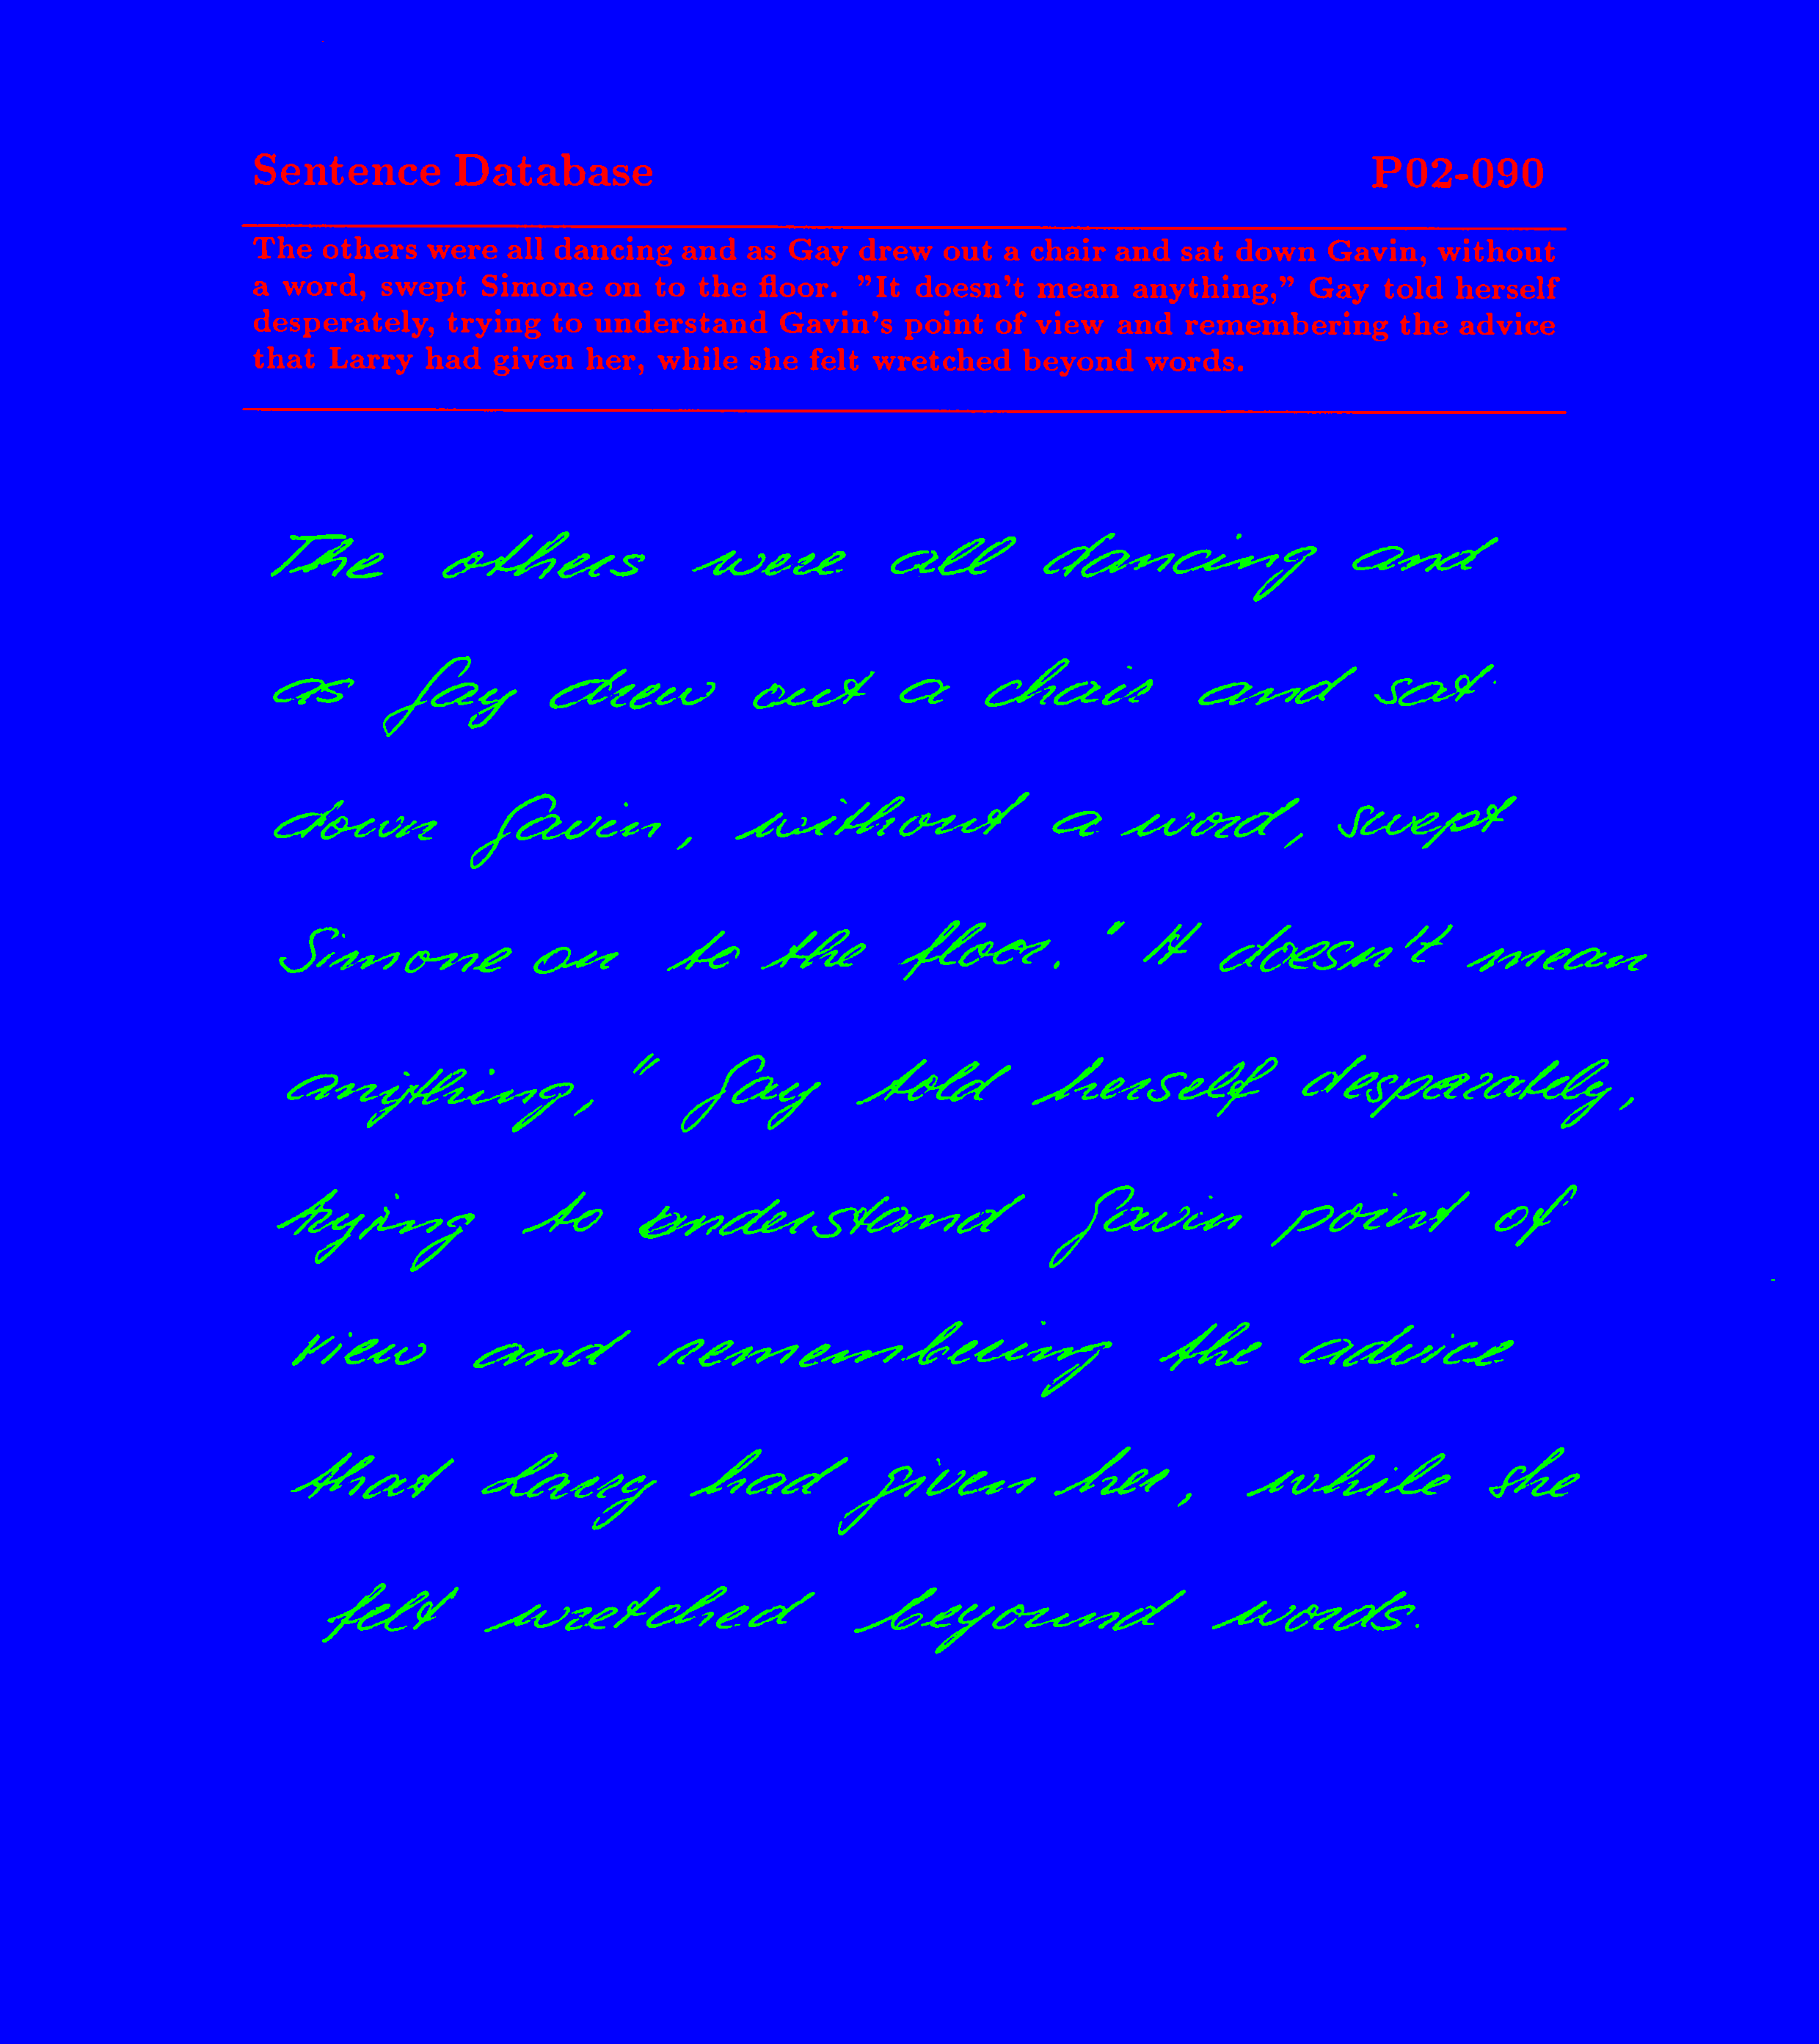 Sentence Database P02-090
The others were all dancing and as Gay drew out a chair and sat down Gavin, without
a word, swept Simone on to the floor. "It doesn't mean anything," Gay told herself
desperately, trying to understand Gavin's point of view and remembering the advice
that Larry had given her, while she felt wretched beyond words.
The others were all dancing and
as Gay drew out a chair and sat
down Gavin, without a word, swept
Simone on to the floor. "It doesn't mean
anything," Gay told herself desperately,
trying to understand Gavin point of
view and remembering the advice
that Larry had given her, while she
felt wretched beyound words.